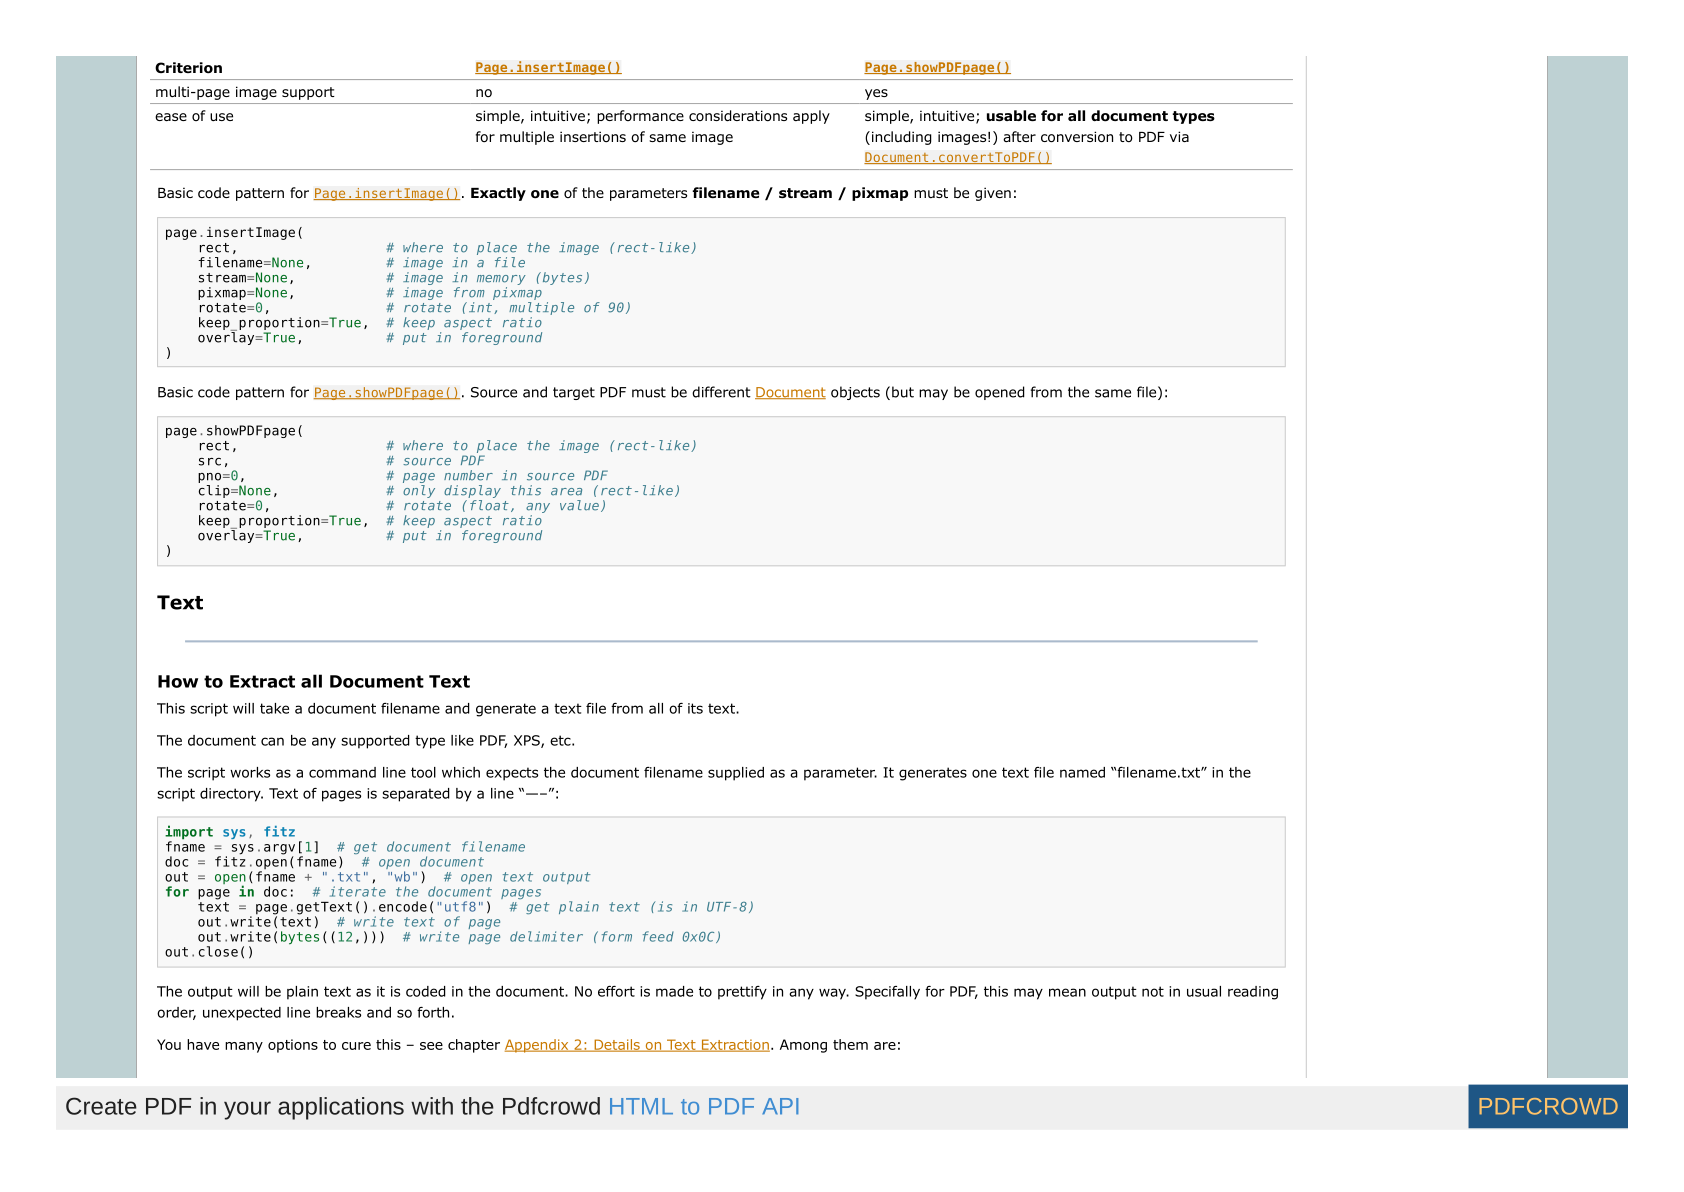 Criterion Page.insertImage() Page.showPDFpage()
multi-page image support no yes
ease of use simple, intuitive; performance considerations apply simple, intuitive; usable for all document types
for multiple insertions of same image (including images!) after conversion to PDF via
Document.convertToPDF()
Basic code pattern for Page.insertImage(). Exactly one of the parameters filename / stream / pixmap must be given:
page.insertImage(
    rect,                  # where to place the image (rect-like)
    filename=None,         # image in a file
    stream=None,           # image in memory (bytes)
    pixmap=None,           # image from pixmap
    rotate=0,              # rotate (int, multiple of 90)
    keep_proportion=True,  # keep aspect ratio
    overlay=True,          # put in foreground
)
Basic code pattern for Page.showPDFpage(). Source and target PDF must be different Document objects (but may be opened from the same file):
page.showPDFpage(
    rect,                  # where to place the image (rect-like)
    src,                   # source PDF
    pno=0,                 # page number in source PDF
    clip=None,             # only display this area (rect-like)
    rotate=0,              # rotate (float, any value)
    keep_proportion=True,  # keep aspect ratio
    overlay=True,          # put in foreground
)
Text
How to Extract all Document Text
This script will take a document filename and generate a text file from all of its text.
The document can be any supported type like PDF, XPS, etc.
The script works as a command line tool which expects the document filename supplied as a parameter. It generates one text file named “filename.txt” in the
script directory. Text of pages is separated by a line “—–”:
import sys, fitz
fname = sys.argv[1]  # get document filename
doc = fitz.open(fname)  # open document
out = open(fname + ".txt", "wb")  # open text output
for page in doc:  # iterate the document pages
    text = page.getText().encode("utf8")  # get plain text (is in UTF-8)
    out.write(text)  # write text of page
    out.write(bytes((12,)))  # write page delimiter (form feed 0x0C)
out.close()
The output will be plain text as it is coded in the document. No effort is made to prettify in any way. Specifally for PDF, this may mean output not in usual reading
order, unexpected line breaks and so forth.
You have many options to cure this – see chapter Appendix 2: Details on Text Extraction. Among them are:
Create PDF in your applications with the Pdfcrowd HTML to PDF API PDFCROWD